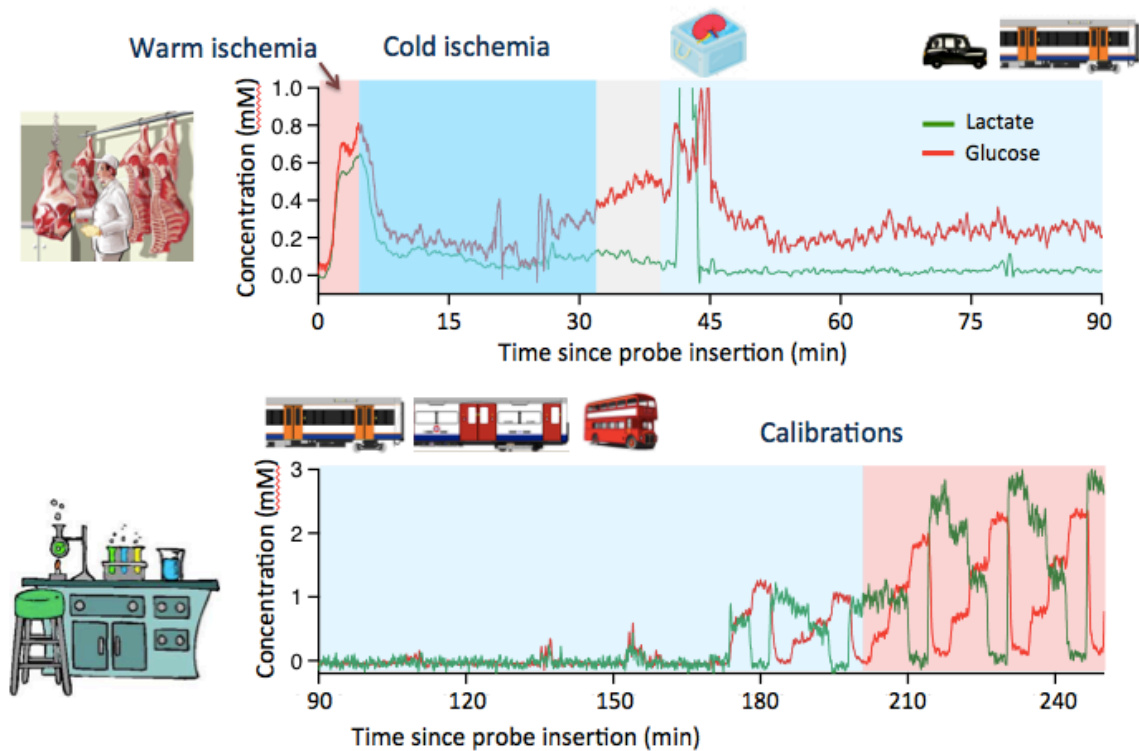 Warm ischemia
Cold ischemia
Concentration (mM)
1.0
0.8
0.6
0.4
0.2
0.0
Lactate
Glucose
0 15 30 45 60 75 90
Time since probe insertion (min)
Calibrations
Concentration (mM)
3
2
1
0
90 120 150 180 210 240
Time since probe insertion (min)